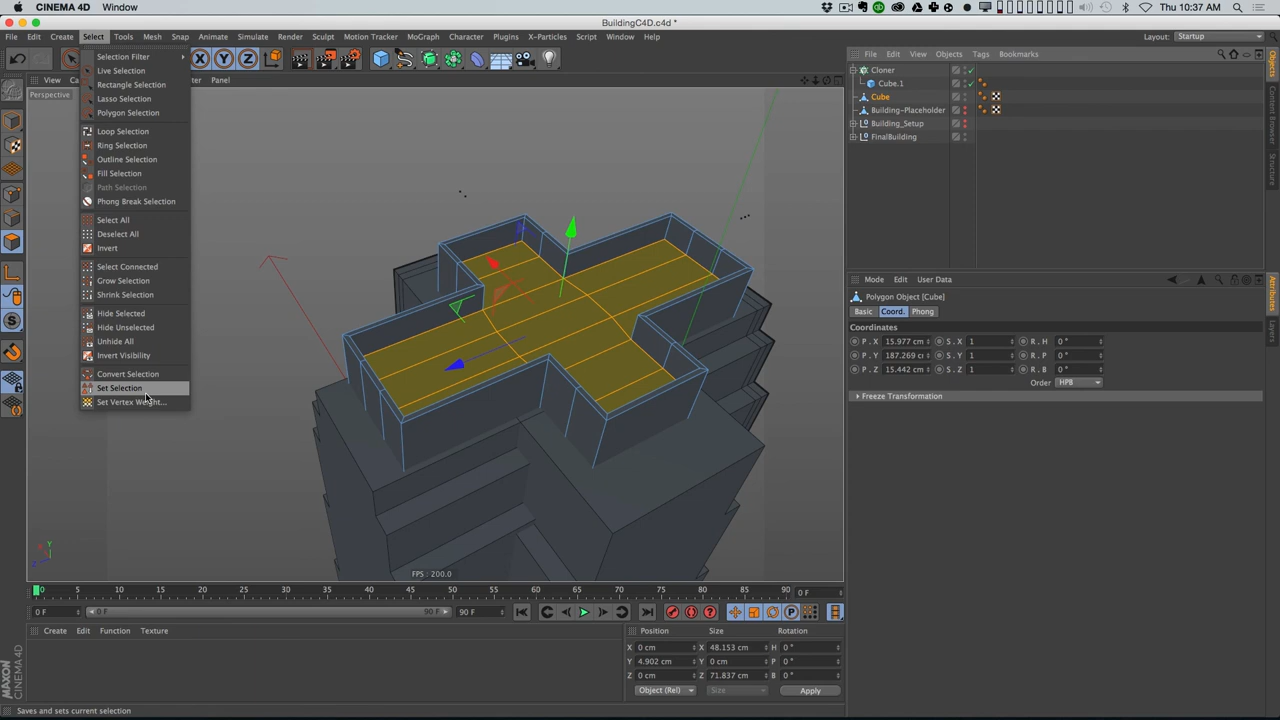 CINEMA 4D Window
Thu 10:37 AM
BuildingC4D.c4d *
File Edit Create Select Tools Mesh Snap Animate Simulate Render Sculpt Motion Tracker MoGraph Character Plugins X-Particles Script Window Help
Layout: Startup
View
Panel
Perspective
Selection Filter
Live Selection
Rectangle Selection
Lasso Selection
Polygon Selection
Loop Selection
Ring Selection
Outline Selection
Fill Selection
Path Selection
Phong Break Selection
Select All
Deselect All
Invert
Select Connected
Grow Selection
Shrink Selection
Hide Selected
Hide Unselected
Unhide All
Invert Visibility
Convert Selection
Set Selection
Set Vertex Weight...
FPS : 200.0
File Edit View Objects Tags Bookmarks
Cloner
Cube.1
Cube
Building-Placeholder
Building_Setup
FinalBuilding
Objects
Content Browser
Structure
Mode Edit User Data
Polygon Object [Cube]
Basic Coord. Phong
Coordinates
P . X 15.977 cm S . X 1 R . H 0 °
P . Y 187.269 cm S . Y 1 R . P 0 °
P . Z 15.442 cm S . Z 1 R . B 0 °
Order HPB
Freeze Transformation
Attributes
Layers
0 5 10 15 20 25 30 35 40 45 50 55 60 65 70 75 80 85 90 0 F
0 F 0 F 90 F 90 F
Create Edit Function Texture
Position Size Rotation
X 0 cm X 48.153 cm H 0 °
Y 4.902 cm Y 0 cm P 0 °
Z 0 cm Z 71.837 cm B 0 °
Object (Rel) Size Apply
MAXON
CINEMA 4D
Saves and sets current selection